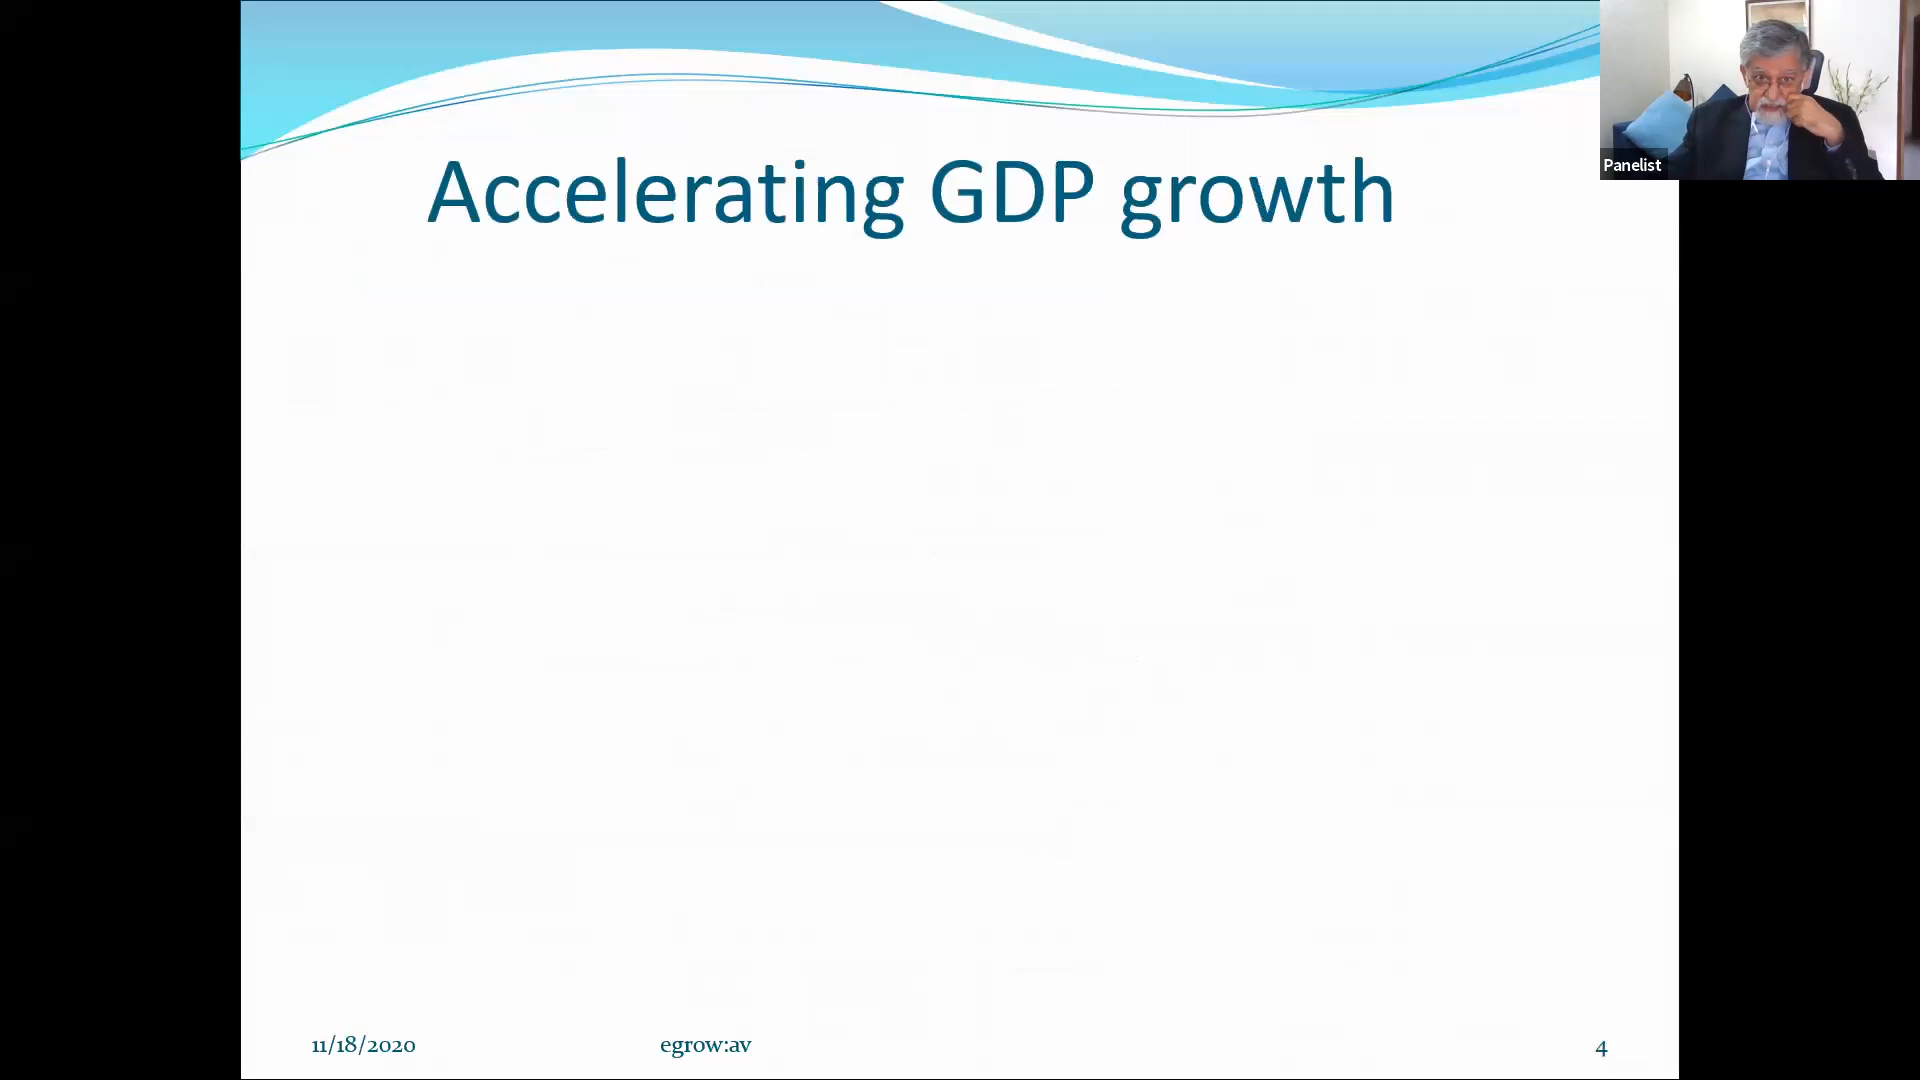 Panelist
Accelerating GDP growth
11/18/2020
egrow:av
4